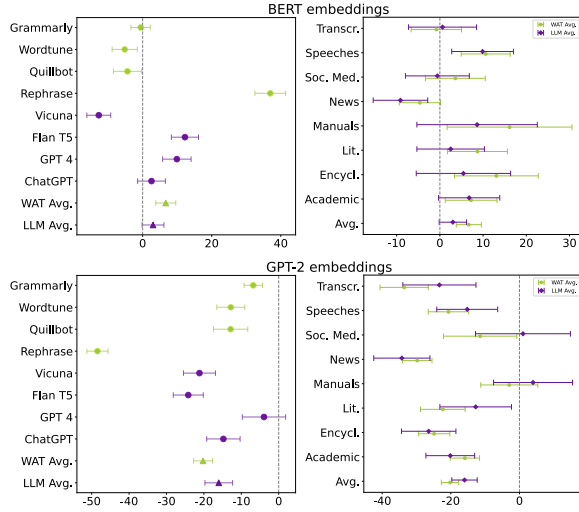 BERT embeddings
Grammarly
Wordtune
Quillbot
Rephrase
Vicuna
Flan T5
GPT 4
ChatGPT
WAT Avg.
LLM Avg.
0
20
40
Transcr.
Speeches
Soc. Med.
News
Manuals
Lit.
Encycl.
Academic
Avg.
-10
0
10
20
30
WAT Avg.
LLM Avg.
GPT-2 embeddings
Grammarly
Wordtune
Quillbot
Rephrase
Vicuna
Flan T5
GPT 4
ChatGPT
WAT Avg.
LLM Avg.
-50
-40
-30
-20
-10
0
Transcr.
Speeches
Soc. Med.
News
Manuals
Lit.
Encycl.
Academic
Avg.
-40
-20
0
WAT Avg.
LLM Avg.